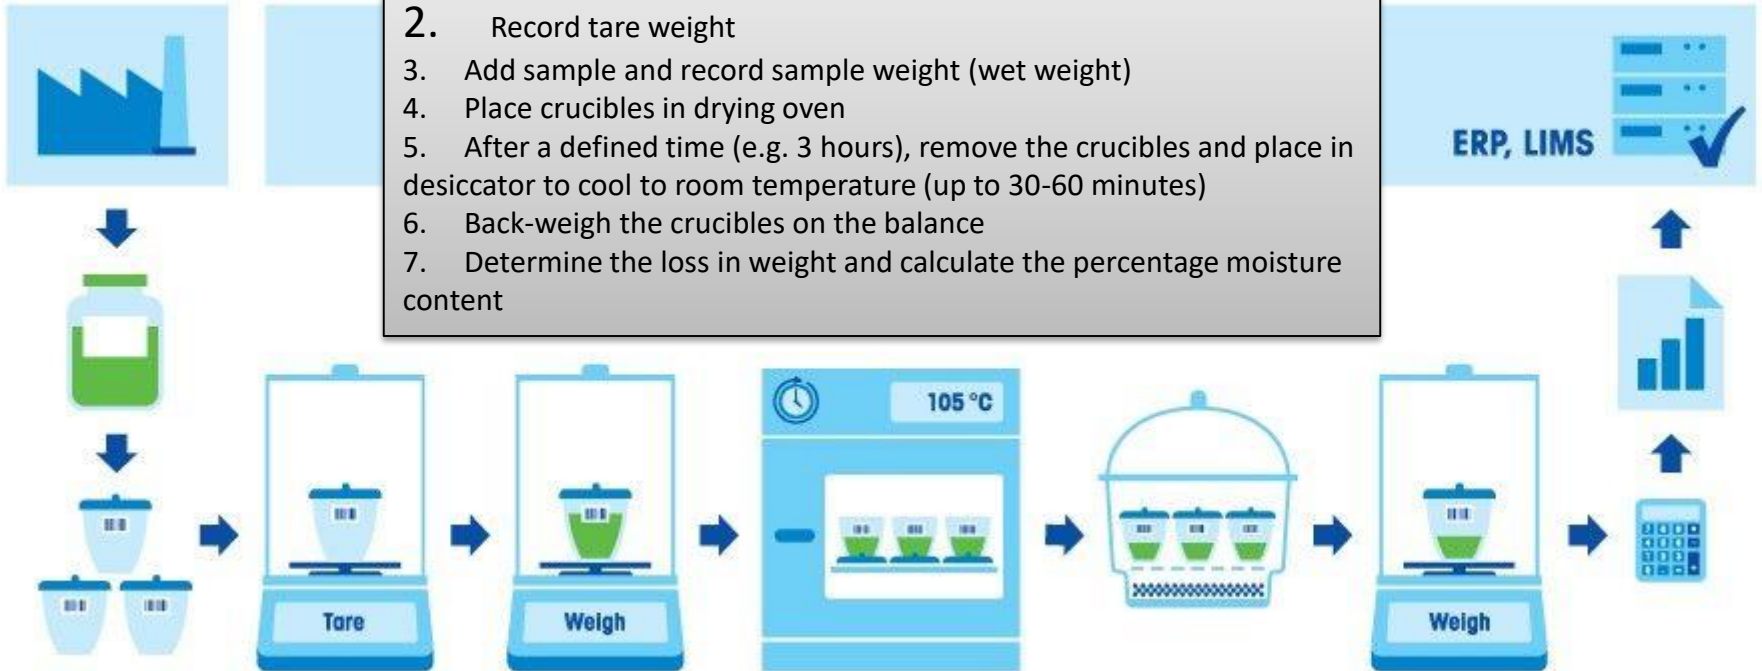 2. Record tare weight
3. Add sample and record sample weight (wet weight)
4. Place crucibles in drying oven
5. After a defined time (e.g. 3 hours), remove the crucibles and place in
desiccator to cool to room temperature (up to 30-60 minutes)
6. Back-weigh the crucibles on the balance
7. Determine the loss in weight and calculate the percentage moisture
content
ERP, LIMS
105 °C
Tare
Weigh
Weigh